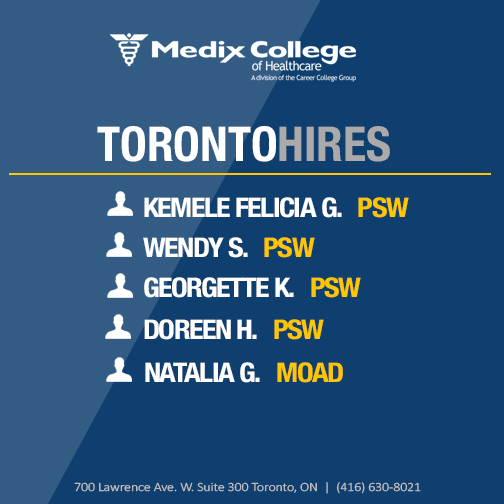 Medix College
of Healthcare
A division of the Career College Group
TORONTOHIRES
KEMELE FELICIA G. PSW
WENDY S. PSW
GEORGETTE K. PSW
DOREEN H. PSW
NATALIA G. MOAD
700 Lawrence Ave. W. Suite 300 Toronto, ON | (416) 630-8021